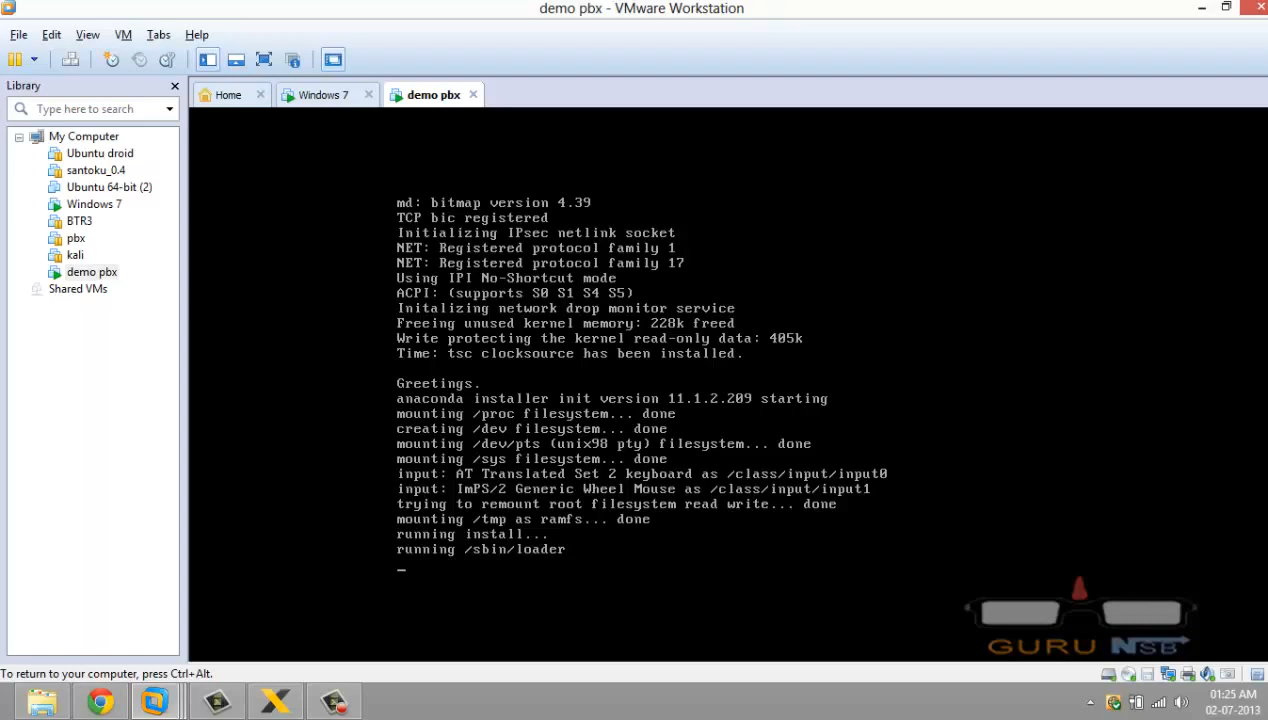 demo pbx - VMware Workstation
File Edit View VM Tabs Help
Library
Type here to search
My Computer
Ubuntu droid
santoku_0.4
Ubuntu 64-bit (2)
Windows 7
BTR3
pbx
kali
demo pbx
Shared VMs
Home Windows 7 demo pbx
md: bitmap version 4.39
TCP bic registered
Initializing IPsec netlink socket
NET: Registered protocol family 1
NET: Registered protocol family 17
Using IPI No-Shortcut mode
ACPI: (supports S0 S1 S4 S5)
Initalizing network drop monitor service
Freeing unused kernel memory: 228k freed
Write protecting the kernel read-only data: 405k
Time: tsc clocksource has been installed.
Greetings.
anaconda installer init version 11.1.2.209 starting
mounting /proc filesystem... done
creating /dev filesystem... done
mounting /dev/pts (unix98 pty) filesystem... done
mounting /sys filesystem... done
input: AT Translated Set 2 keyboard as /class/input/input0
input: ImPS/2 Generic Wheel Mouse as /class/input/input1
trying to remount root filesystem read write... done
mounting /tmp as ramfs... done
running install...
running /sbin/loader
GURU NSB
To return to your computer, press Ctrl+Alt.
01:25 AM
02-07-2013